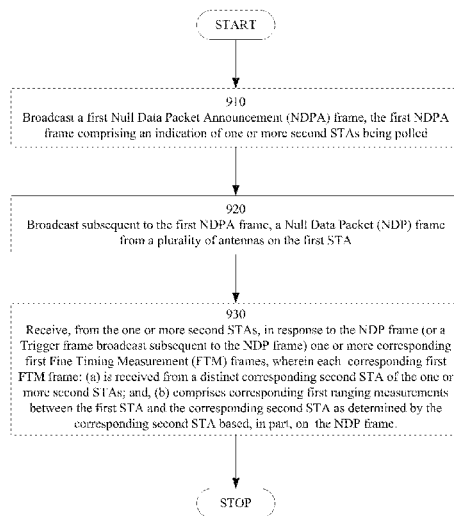 START
910
Broadcast a first Null Data Packet Announcement (NDPA) frame, the first NDPA
frame comprising an indication of one or more second STAs being polled
920
Broadcast subsequent to the first NDPA frame, a Null Data Packet (NDP) frame
from a plurality of antennas on the first STA
930
Receive, from the one or more second STAs, in response to the NDP frame (or a
Trigger frame broadcast subsequent to the NDP frame) one or more corresponding
first Fine Timing Measurement (FTM) frames, wherein each corresponding first
FTM frame: (a) is received from a distinct corresponding second STA of the one or
more second STAs; and, (b) comprises corresponding first ranging measurements
between the first STA and the corresponding second STA as determined by the
corresponding second STA based, in part, on the NDP frame.
STOP